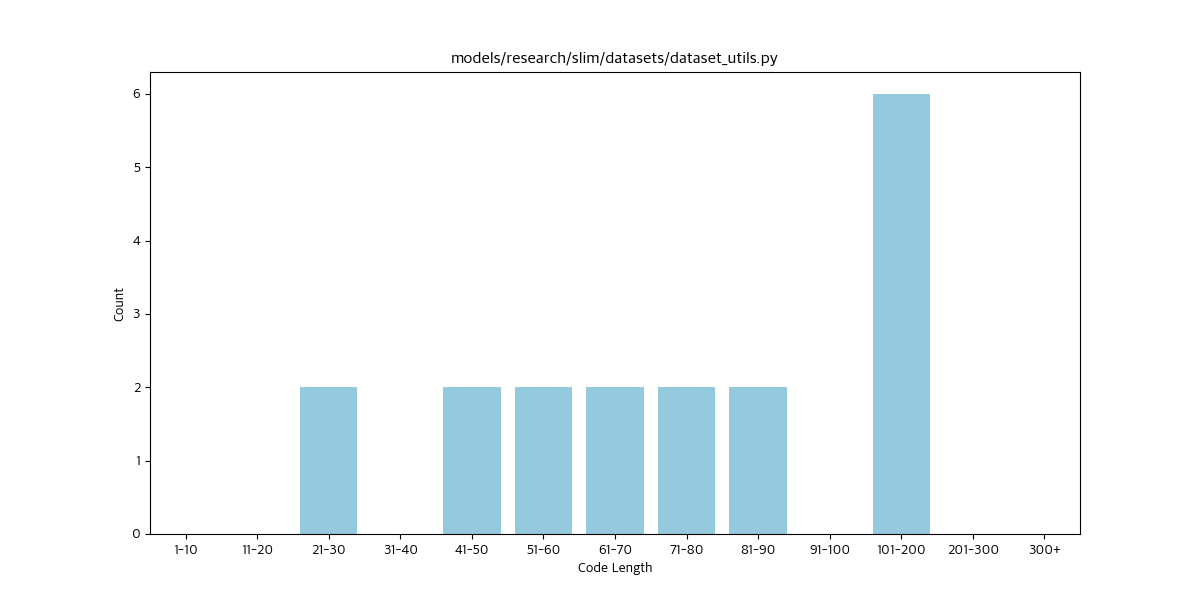 models/research/slim/datasets/dataset_utils.py
6
5
4
3
2
1
0
Count
1-10 11-20 21-30 31-40 41-50 51-60 61-70 71-80 81-90 91-100 101-200 201-300 300+
Code Length